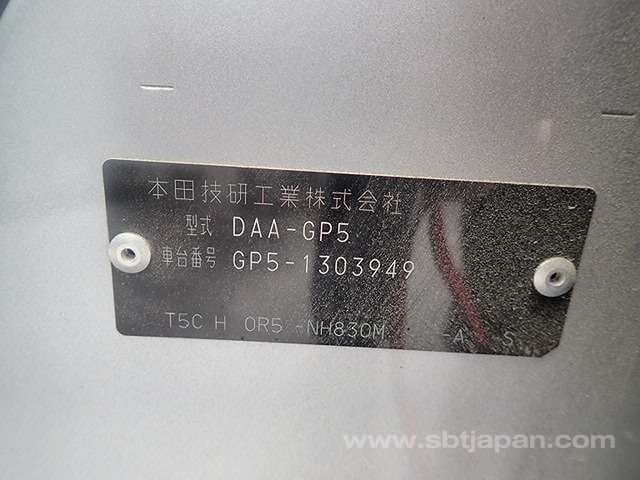 本田技研工業株式会社
型式 DAA-GP5
車台番号 GP5-1303949
T5C H 0R5 -NH830M -A S
www.sbtjapan.com